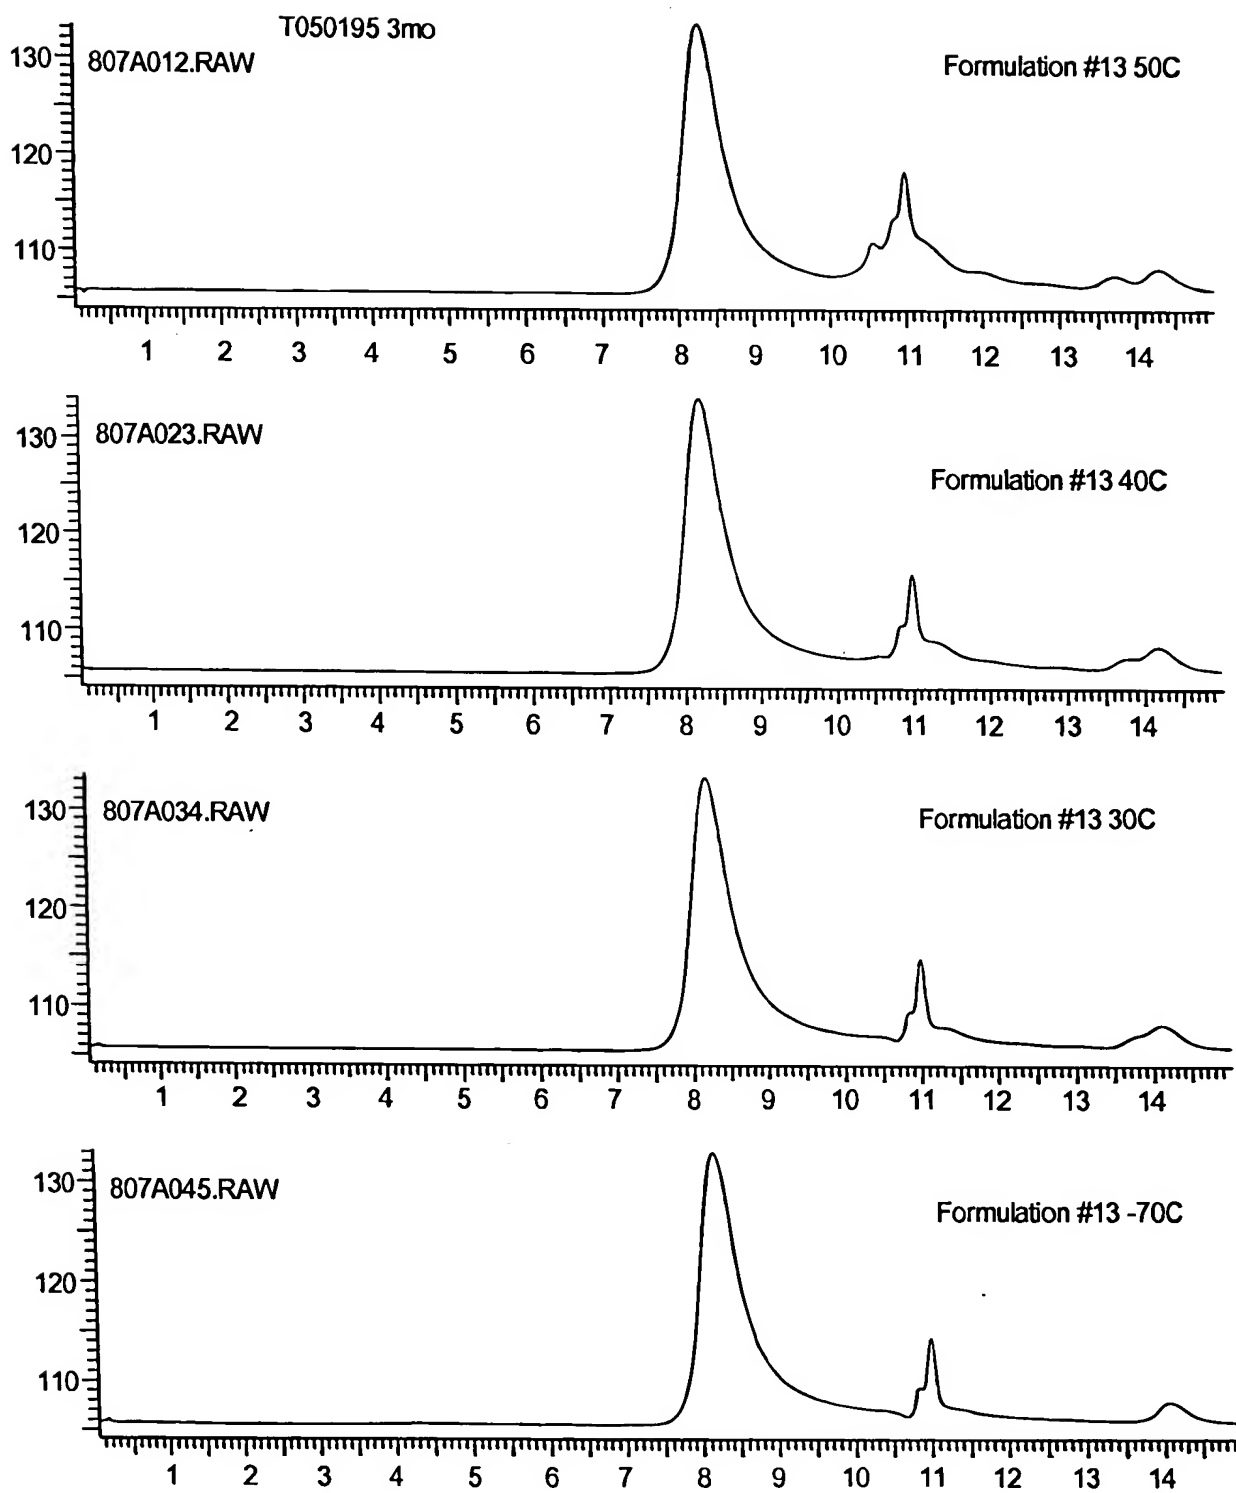 T050195 3mo
807A012.RAW
Formulation #13 50C
130
120
110
1 2 3 4 5 6 7 8 9 10 11 12 13 14
807A023.RAW
Formulation #13 40C
130
120
110
1 2 3 4 5 6 7 8 9 10 11 12 13 14
807A034.RAW
Formulation #13 30C
130
120
110
1 2 3 4 5 6 7 8 9 10 11 12 13 14
807A045.RAW
Formulation #13 -70C
130
120
110
1 2 3 4 5 6 7 8 9 10 11 12 13 14